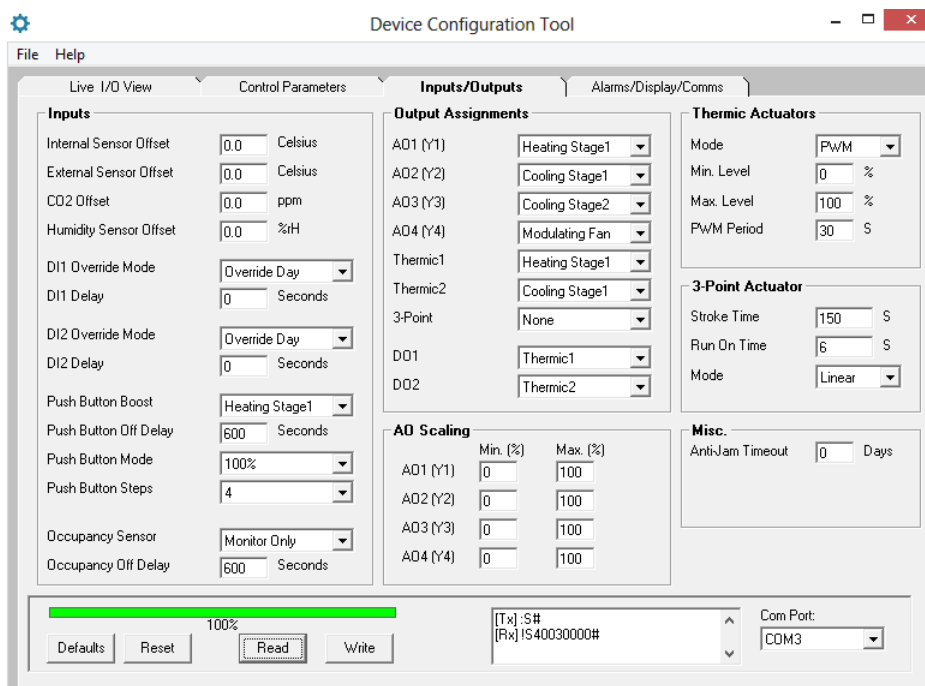 Device Configuration Tool
File Help
Live I/O View Control Parameters Inputs/Outputs Alarms/Display/Comms
Inputs
Internal Sensor Offset 0.0 Celsius
External Sensor Offset 0.0 Celsius
CO2 Offset 0.0 ppm
Humidity Sensor Offset 0.0 %rH
DI1 Override Mode Override Day
DI1 Delay 0 Seconds
DI2 Override Mode Override Day
DI2 Delay 0 Seconds
Push Button Boost Heating Stage1
Push Button Off Delay 600 Seconds
Push Button Mode 100%
Push Button Steps 4
Occupancy Sensor Monitor Only
Occupancy Off Delay 600 Seconds
Output Assignments
AO1 (Y1) Heating Stage1
AO2 (Y2) Cooling Stage1
AO3 (Y3) Cooling Stage2
AO4 (Y4) Modulating Fan
Thermic1 Heating Stage1
Thermic2 Cooling Stage1
3-Point None
DO1 Thermic1
DO2 Thermic2
AO Scaling
Min. (%) Max. (%)
AO1 (Y1) 0 100
AO2 (Y2) 0 100
AO3 (Y3) 0 100
AO4 (Y4) 0 100
Thermic Actuators
Mode PWM
Min. Level 0 %
Max. Level 100 %
PWM Period 30 S
3-Point Actuator
Stroke Time 150 S
Run On Time 6 S
Mode Linear
Misc.
Anti-Jam Timeout 0 Days
100%
Defaults Reset Read Write
[Tx] :S#
[Rx] !S40030000#
Com Port:
COM3